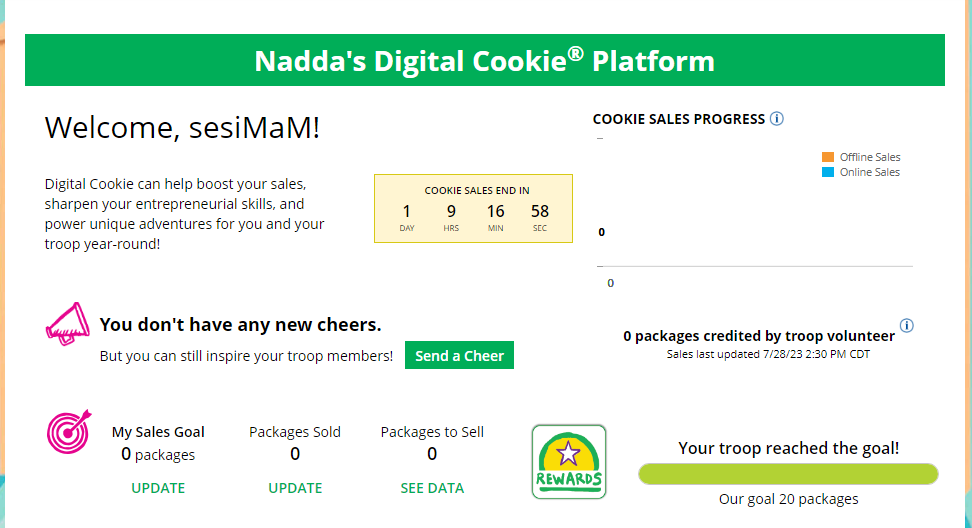 Nadda's Digital Cookie® Platform
Welcome, sesiMaM!
Digital Cookie can help boost your sales,
sharpen your entrepreneurial skills, and
power unique adventures for you and your
troop year-round!
COOKIE SALES END IN
1 9 16 58
DAY HRS MIN SEC
COOKIE SALES PROGRESS i
Offline Sales
Online Sales
0
0
You don't have any new cheers.
But you can still inspire your troop members! Send a Cheer
0 packages credited by troop volunteer i
Sales last updated 7/28/23 2:30 PM CDT
My Sales Goal
0 packages
UPDATE
Packages Sold
0
UPDATE
Packages to Sell
0
SEE DATA
REWARDS
Your troop reached the goal!
Our goal 20 packages